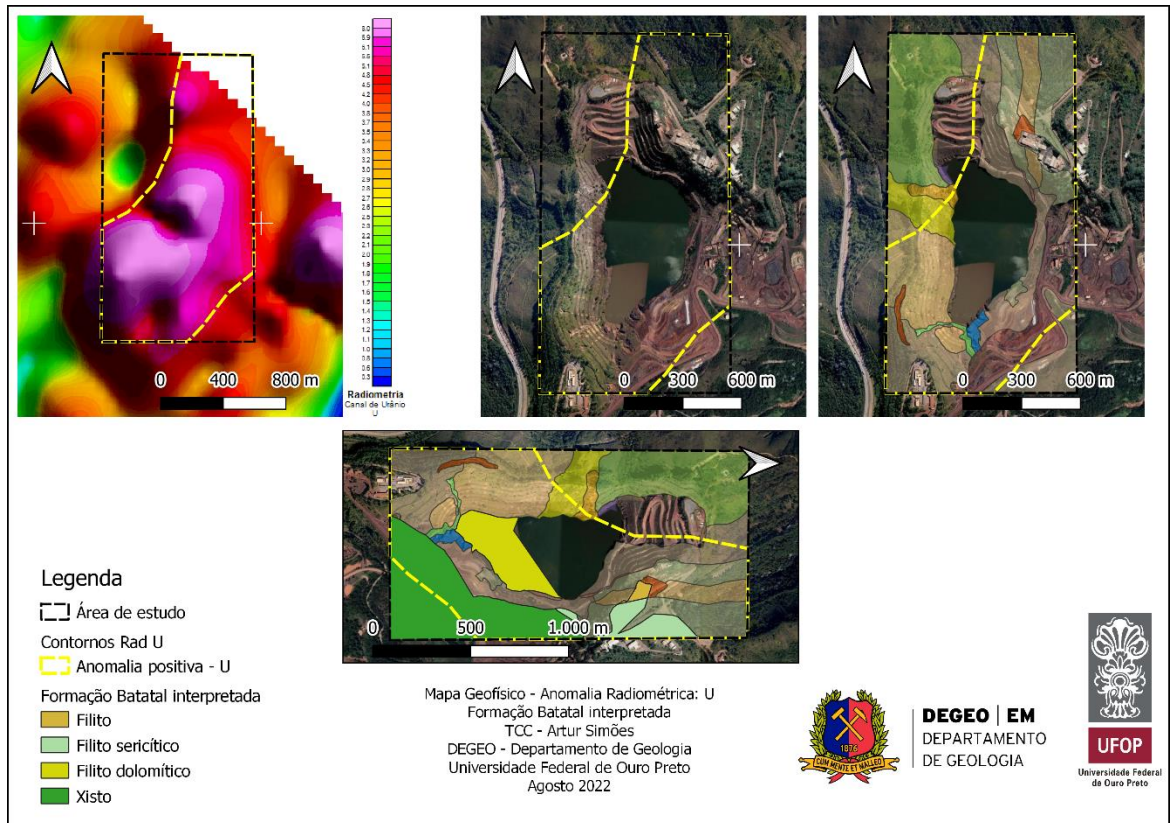 Radiometria
Canal de Urânio
U
0 400 800 m
0 300 600 m
0 300 600 m
0 500 1.000 m
Legenda
Área de estudo
Contornos Rad U
Anomalia positiva - U
Formação Batatal interpretada
Filito
Filito sericítico
Filito dolomítico
Xisto
Mapa Geofísico - Anomalia Radiométrica: U
Formação Batatal interpretada
TCC - Artur Simões
DEGEO - Departamento de Geologia
Universidade Federal de Ouro Preto
Agosto 2022
1876
CUM MENTE ET MALLEO
DEGEO | EM
DEPARTAMENTO
DE GEOLOGIA
UFOP
Universidade Federal
de Ouro Preto